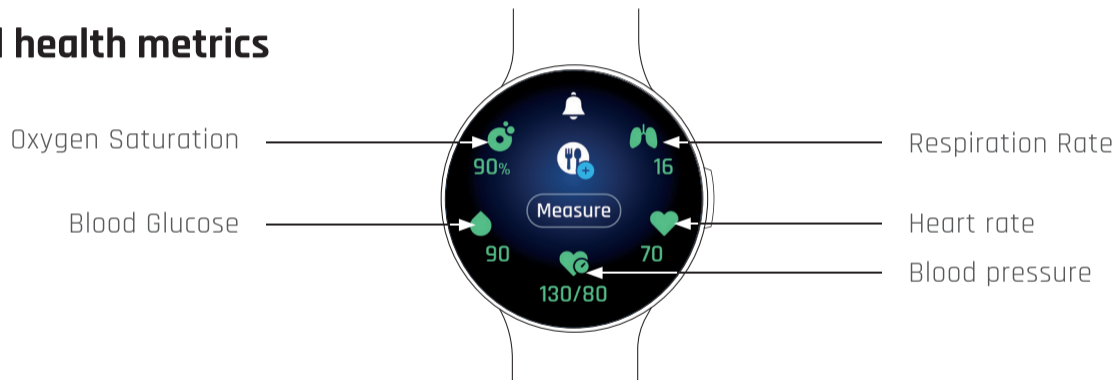 health metrics
Oxygen Saturation
90%
Blood Glucose
90
Measure
130/80
16
Respiration Rate
70
Heart rate
Blood pressure